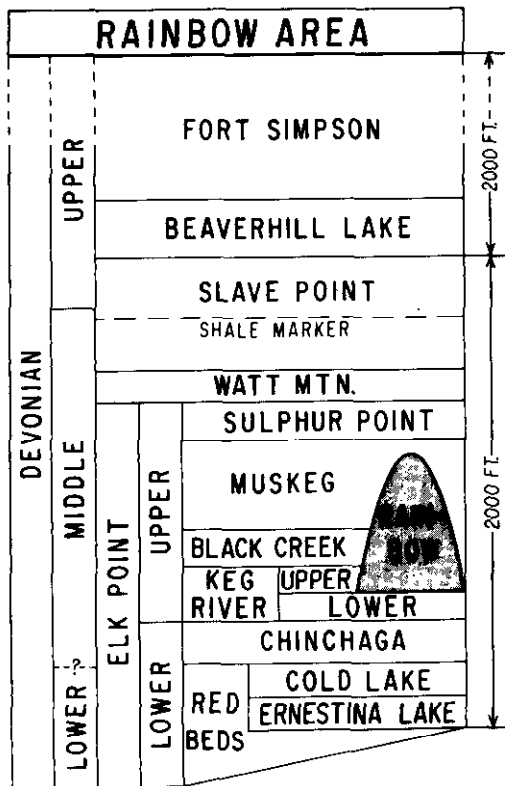 RAINBOW AREA
DEVONIAN
UPPER
MIDDLE
?
LOWER
FORT SIMPSON
BEAVERHILL LAKE
SLAVE POINT
SHALE MARKER
WATT MTN.
ELK POINT
UPPER
SULPHUR POINT
MUSKEG
BLACK CREEK
KEG
RIVER
UPPER
LOWER
RAIN-
BOW
LOWER
CHINCHAGA
RED
BEDS
COLD LAKE
ERNESTINA LAKE
2000 FT.
2000 FT.